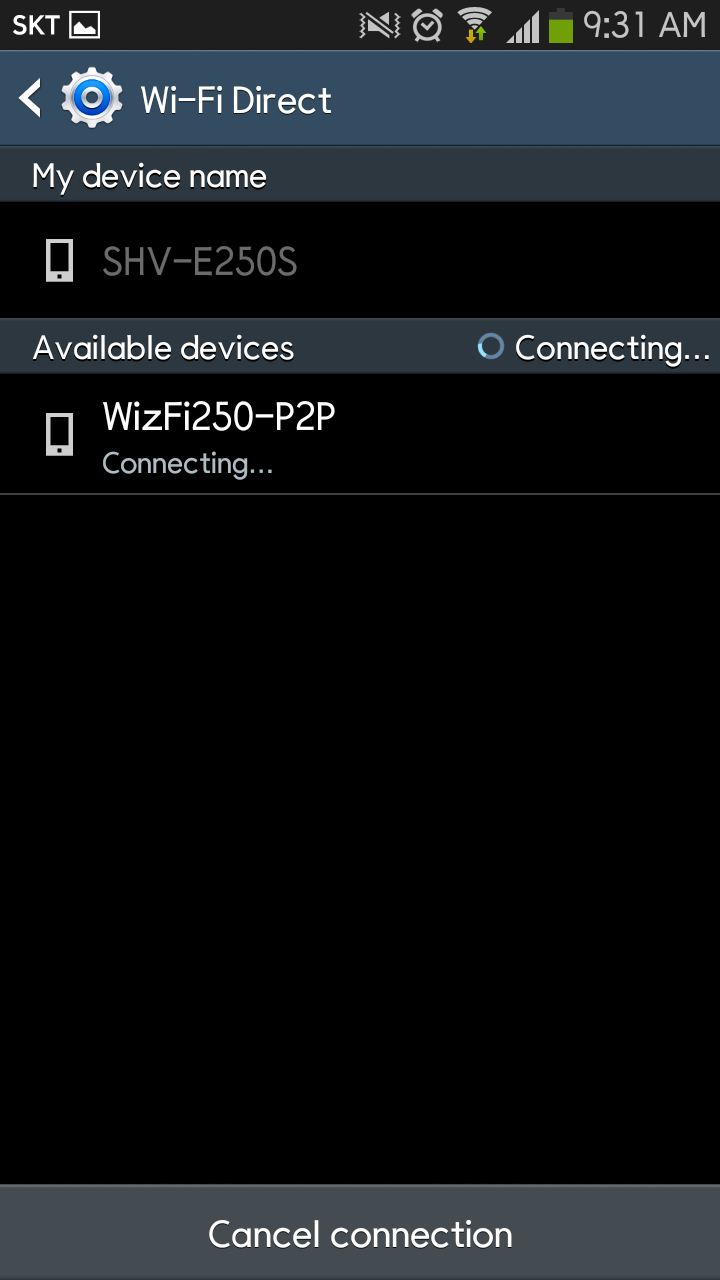 SKT 9:31 AM
Wi-Fi Direct
My device name
SHV-E250S
Available devices Connecting...
WizFi250-P2P
Connecting...
Cancel connection